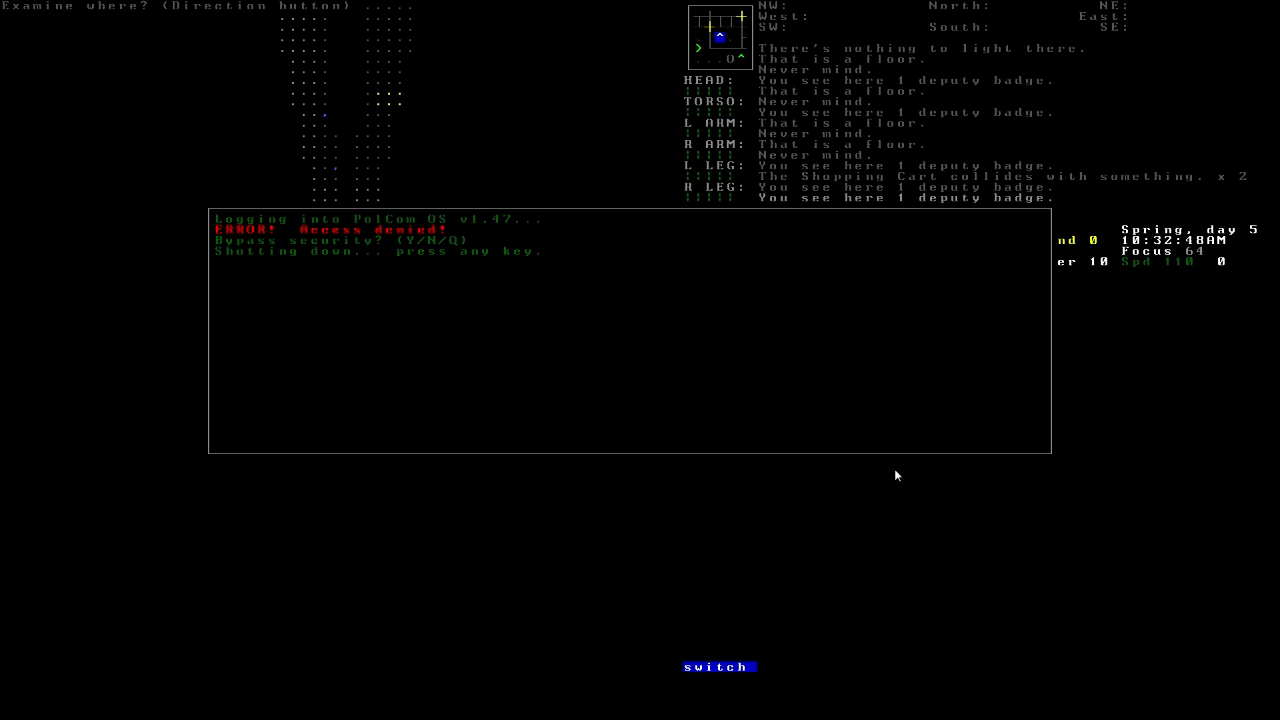 Examine where? (Direction button)
NW: North: NE:
West: East:
SW: South: SE:
There's nothing to light there.
That is a floor.
Never mind.
HEAD: You see here 1 deputy badge.
That is a floor.
TORSO: Never mind.
You see here 1 deputy badge.
L ARM: That is a floor.
Never mind.
R ARM: That is a floor.
Never mind.
L LEG: You see here 1 deputy badge.
The Shopping Cart collides with something. x 2
R LEG: You see here 1 deputy badge.
You see here 1 deputy badge.
Logging into PolCom OS v1.47...
ERROR! Access denied!
Bypass security? (Y/N/Q)
Shutting down... press any key.
Spring, day 5
nd 0 10:32:48AM
Focus 64
er 10 Spd 110 0
switch